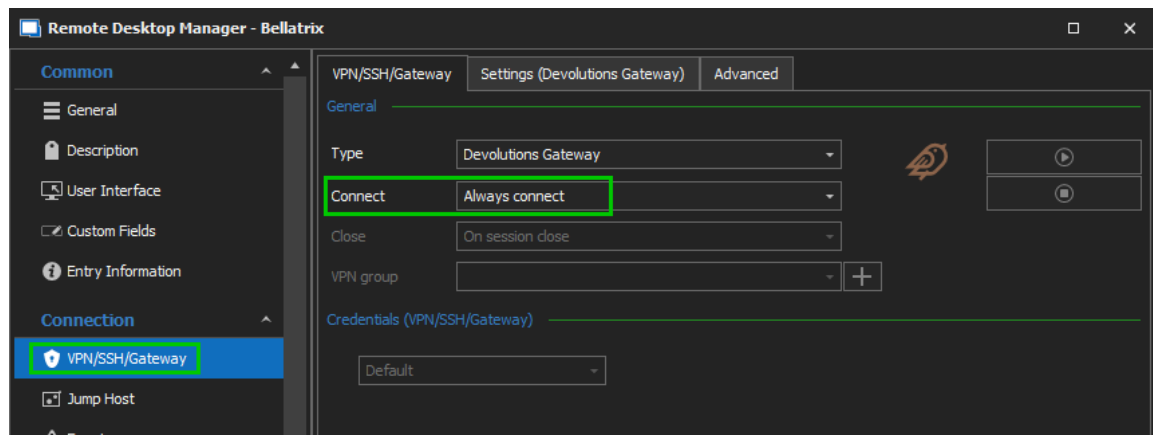 Remote Desktop Manager - Bellatrix
Common
General
Description
User Interface
Custom Fields
Entry Information
Connection
VPN/SSH/Gateway
Jump Host
VPN/SSH/Gateway Settings (Devolutions Gateway) Advanced
General
Type Devolutions Gateway
Connect Always connect
Close On session close
VPN group
Credentials (VPN/SSH/Gateway)
Default